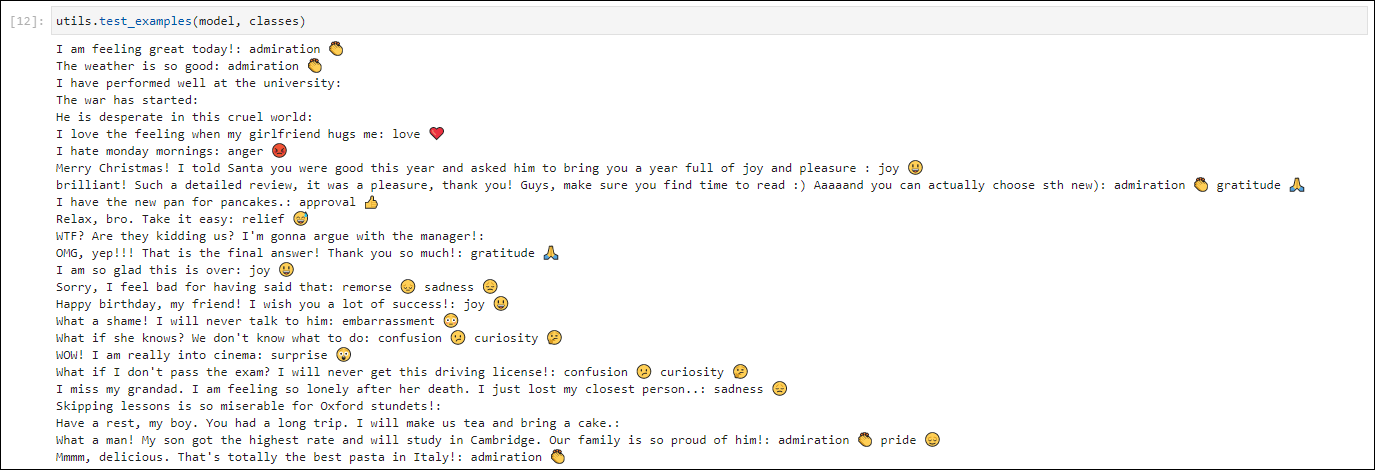 [12]: utils.test_examples(model, classes)
I am feeling great today!: admiration 👏
The weather is so good: admiration 👏
I have performed well at the university:
The war has started:
He is desperate in this cruel world:
I love the feeling when my girlfriend hugs me: love ❤️
I hate monday mornings: anger 😡
Merry Christmas! I told Santa you were good this year and asked him to bring you a year full of joy and pleasure : joy 😃
brilliant! Such a detailed review, it was a pleasure, thank you! Guys, make sure you find time to read :) Aaaaand you can actually choose sth new): admiration 👏 gratitude 🙏
I have the new pan for pancakes.: approval 👍
Relax, bro. Take it easy: relief 😅
WTF? Are they kidding us? I'm gonna argue with the manager!:
OMG, yep!!! That is the final answer! Thank you so much!: gratitude 🙏
I am so glad this is over: joy 😃
Sorry, I feel bad for having said that: remorse 😞 sadness 😞
Happy birthday, my friend! I wish you a lot of success!: joy 😃
What a shame! I will never talk to him: embarrassment 😳
What if she knows? We don't know what to do: confusion 😕 curiosity 🤔
WOW! I am really into cinema: surprise 😲
What if I don't pass the exam? I will never get this driving license!: confusion 😕 curiosity 🤔
I miss my grandad. I am feeling so lonely after her death. I just lost my closest person..: sadness 😞
Skipping lessons is so miserable for Oxford stundets!:
Have a rest, my boy. You had a long trip. I will make us tea and bring a cake.:
What a man! My son got the highest rate and will study in Cambridge. Our family is so proud of him!: admiration 👏 pride 😌
Mmmm, delicious. That's totally the best pasta in Italy!: admiration 👏